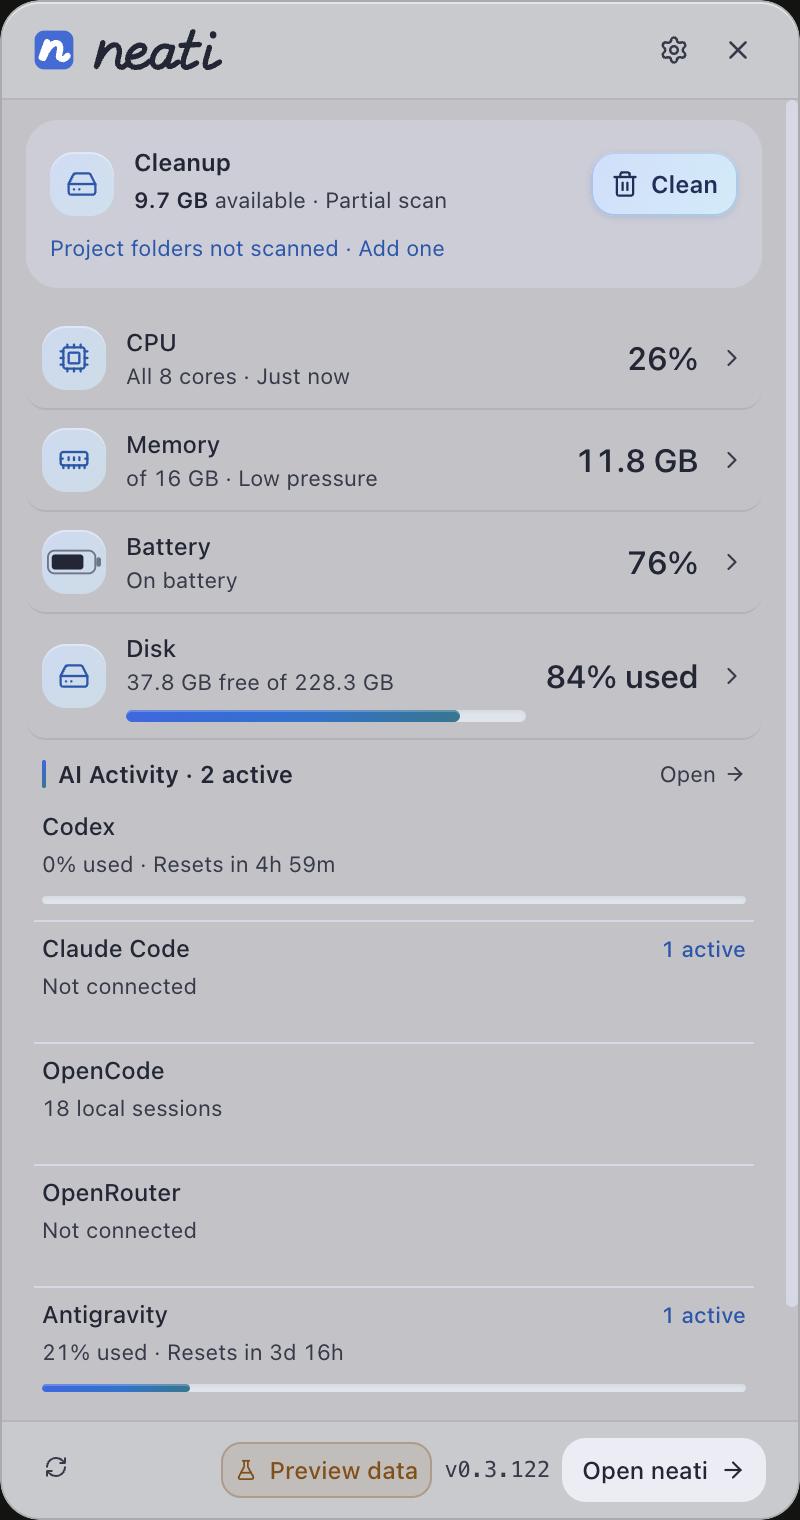 n neati
Cleanup
9.7 GB available · Partial scan
Clean
Project folders not scanned · Add one
CPU
All 8 cores · Just now
26%
Memory
of 16 GB · Low pressure
11.8 GB
Battery
On battery
76%
Disk
37.8 GB free of 228.3 GB
84% used
AI Activity · 2 active
Open →
Codex
0% used · Resets in 4h 59m
Claude Code
1 active
Not connected
OpenCode
18 local sessions
OpenRouter
Not connected
Antigravity
1 active
21% used · Resets in 3d 16h
Preview data
v0.3.122
Open neati →